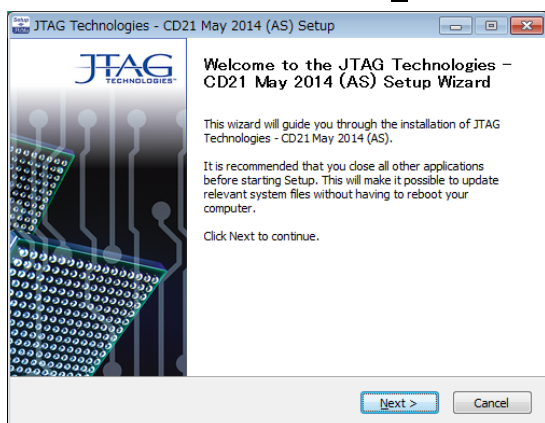 JTAG Technologies - CD21 May 2014 (AS) Setup
JTAG
TECHNOLOGIES
Welcome to the JTAG Technologies -
CD21 May 2014 (AS) Setup Wizard
This wizard will guide you through the installation of JTAG
Technologies - CD21 May 2014 (AS).
It is recommended that you close all other applications
before starting Setup. This will make it possible to update
relevant system files without having to reboot your
computer.
Click Next to continue.
Next >
Cancel